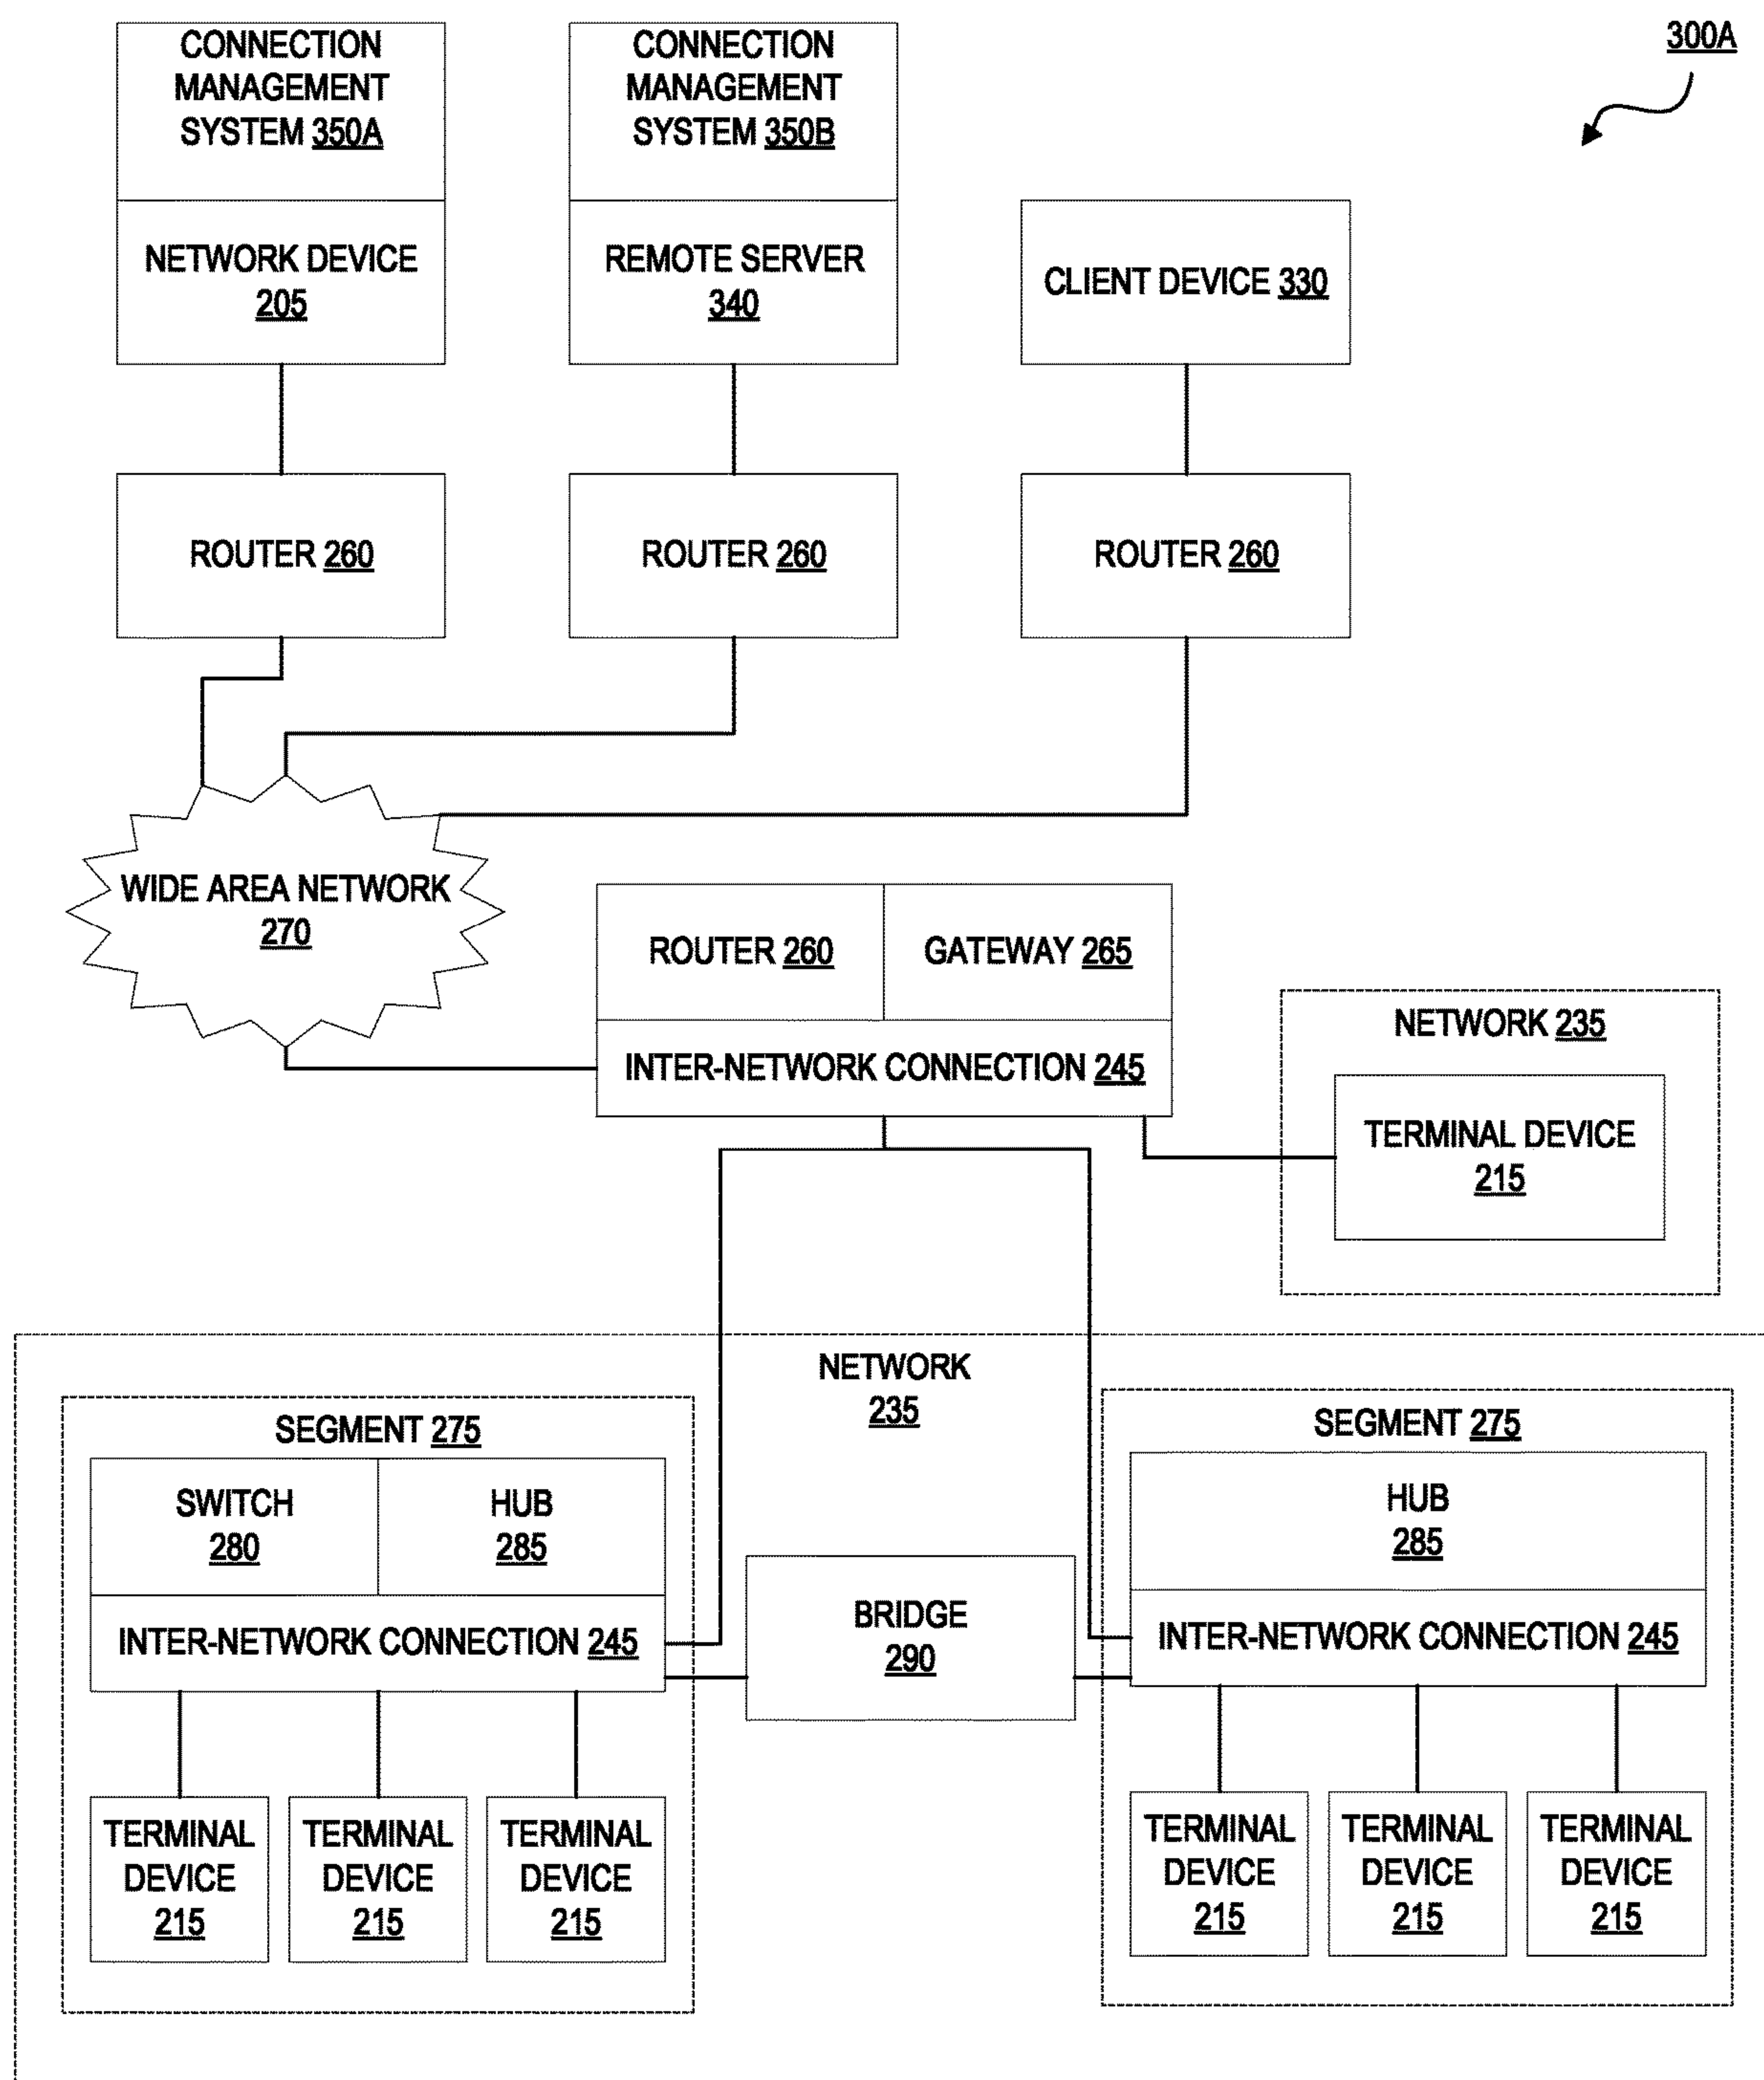 300A
CONNECTION
MANAGEMENT
SYSTEM 350A
NETWORK DEVICE
205
CONNECTION
MANAGEMENT
SYSTEM 350B
REMOTE SERVER
340
CLIENT DEVICE 330
ROUTER 260
ROUTER 260
ROUTER 260
WIDE AREA NETWORK
270
ROUTER 260
GATEWAY 265
INTER-NETWORK CONNECTION 245
NETWORK 235
TERMINAL DEVICE
215
NETWORK
235
SEGMENT 275
SWITCH
280
HUB
285
INTER-NETWORK CONNECTION 245
TERMINAL
DEVICE
215
TERMINAL
DEVICE
215
TERMINAL
DEVICE
215
BRIDGE
290
SEGMENT 275
HUB
285
INTER-NETWORK CONNECTION 245
TERMINAL
DEVICE
215
TERMINAL
DEVICE
215
TERMINAL
DEVICE
215